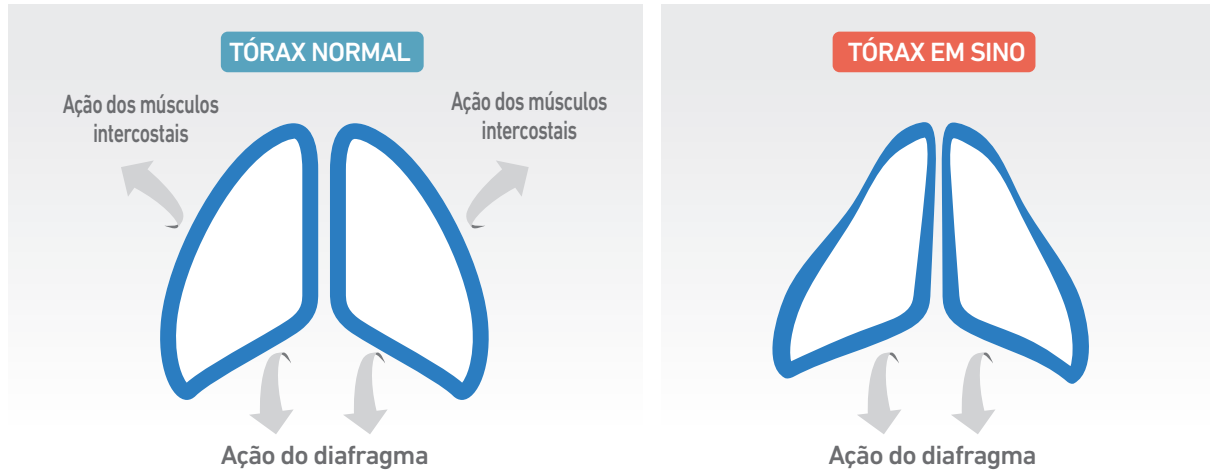 TÓRAX NORMAL
Ação dos músculos
intercostais
Ação dos músculos
intercostais
Ação do diafragma
TÓRAX EM SINO
Ação do diafragma